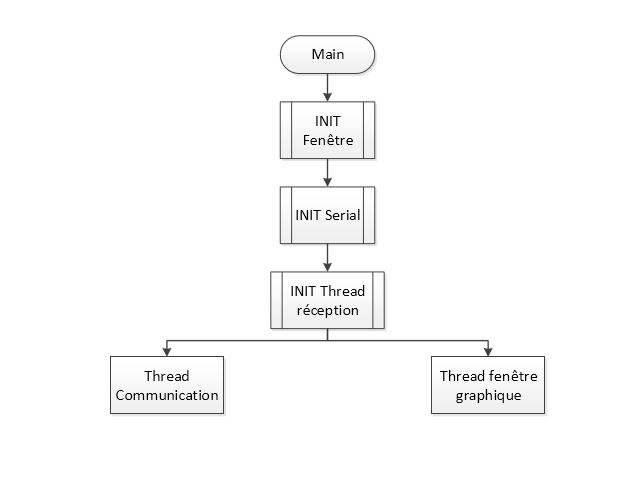 Main
INIT
Fenêtre
INIT Serial
INIT Thread
réception
Thread
Communication
Thread fenêtre
graphique